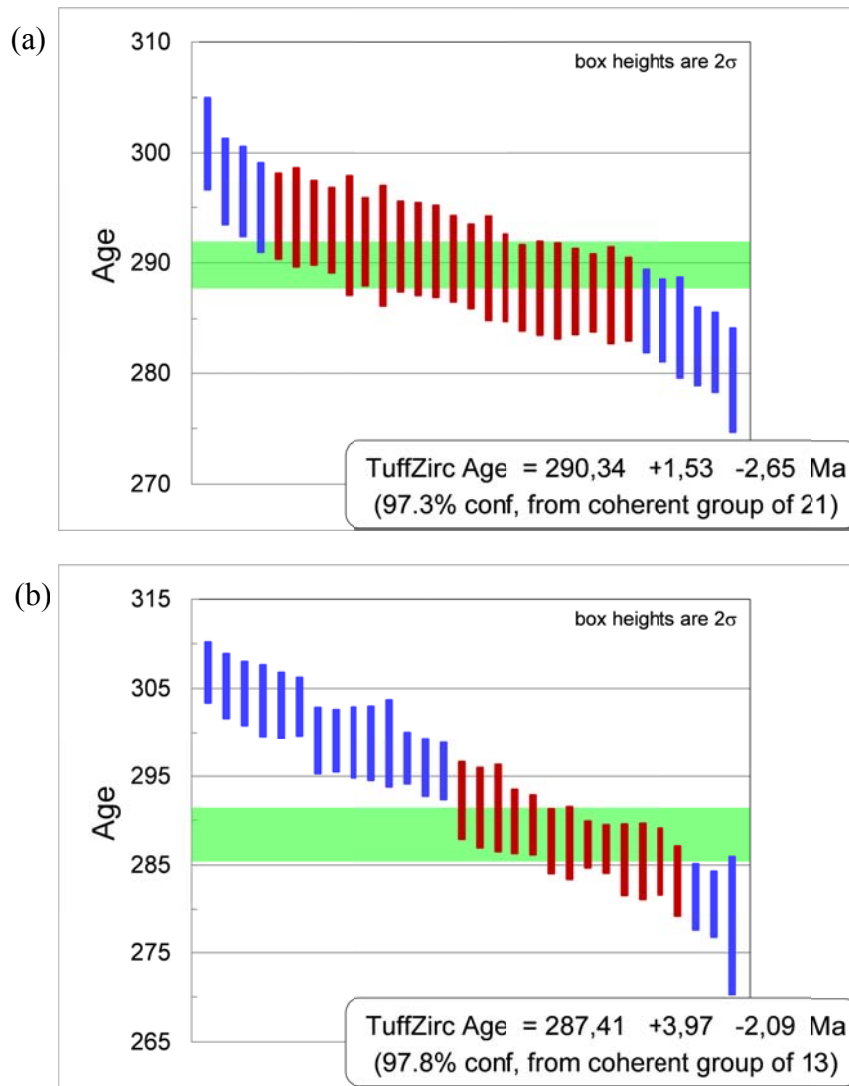 (a)
310
box heights are 2σ
300
Age
290
280
270
TuffZirc Age = 290,34 +1,53 -2,65 Ma
(97.3% conf, from coherent group of 21)
(b)
315
box heights are 2σ
305
295
Age
285
275
265
TuffZirc Age = 287,41 +3,97 -2,09 Ma
(97.8% conf, from coherent group of 13)